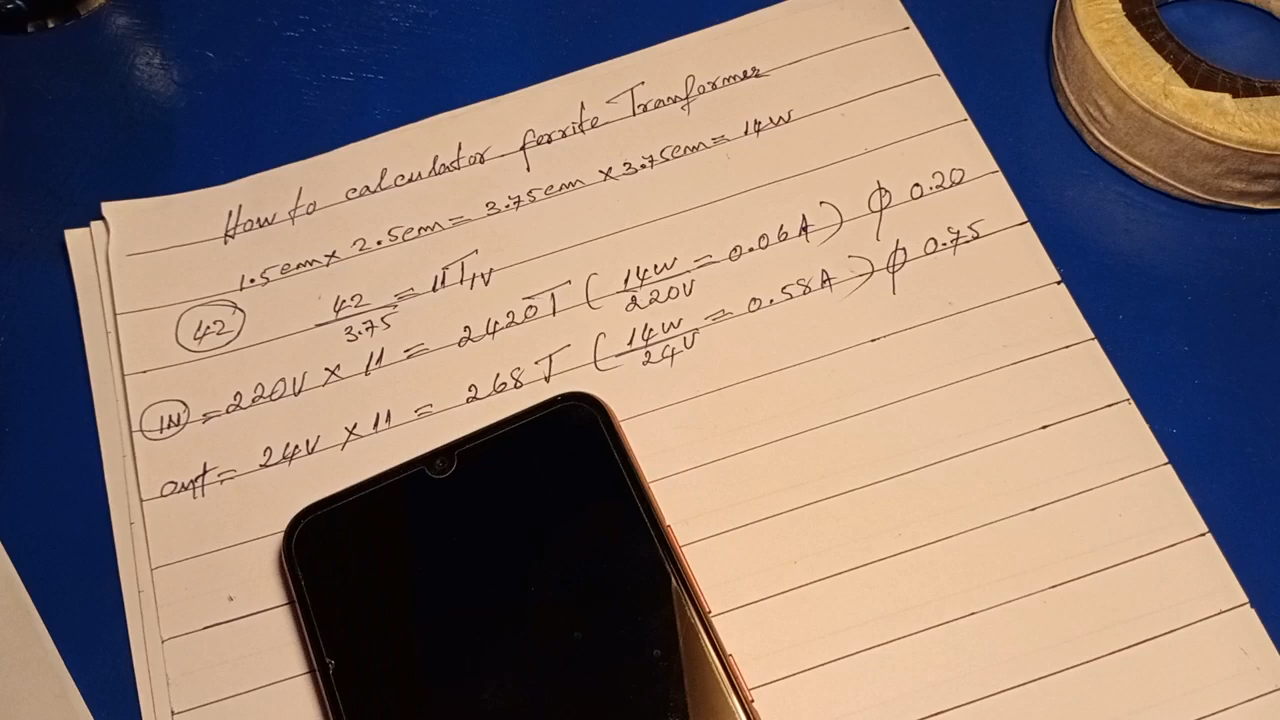 How to calculator ferrite Tranformer
1.5cm x 2.5cm = 3.75cm x 3.75cm = 14W
42 42/3.75 = 11T/V
IN = 220V x 11 = 2420T (14W/220V = 0.06A) ϕ 0.20
out = 24V x 11 = 268T (14W/24V = 0.58A) ϕ 0.75